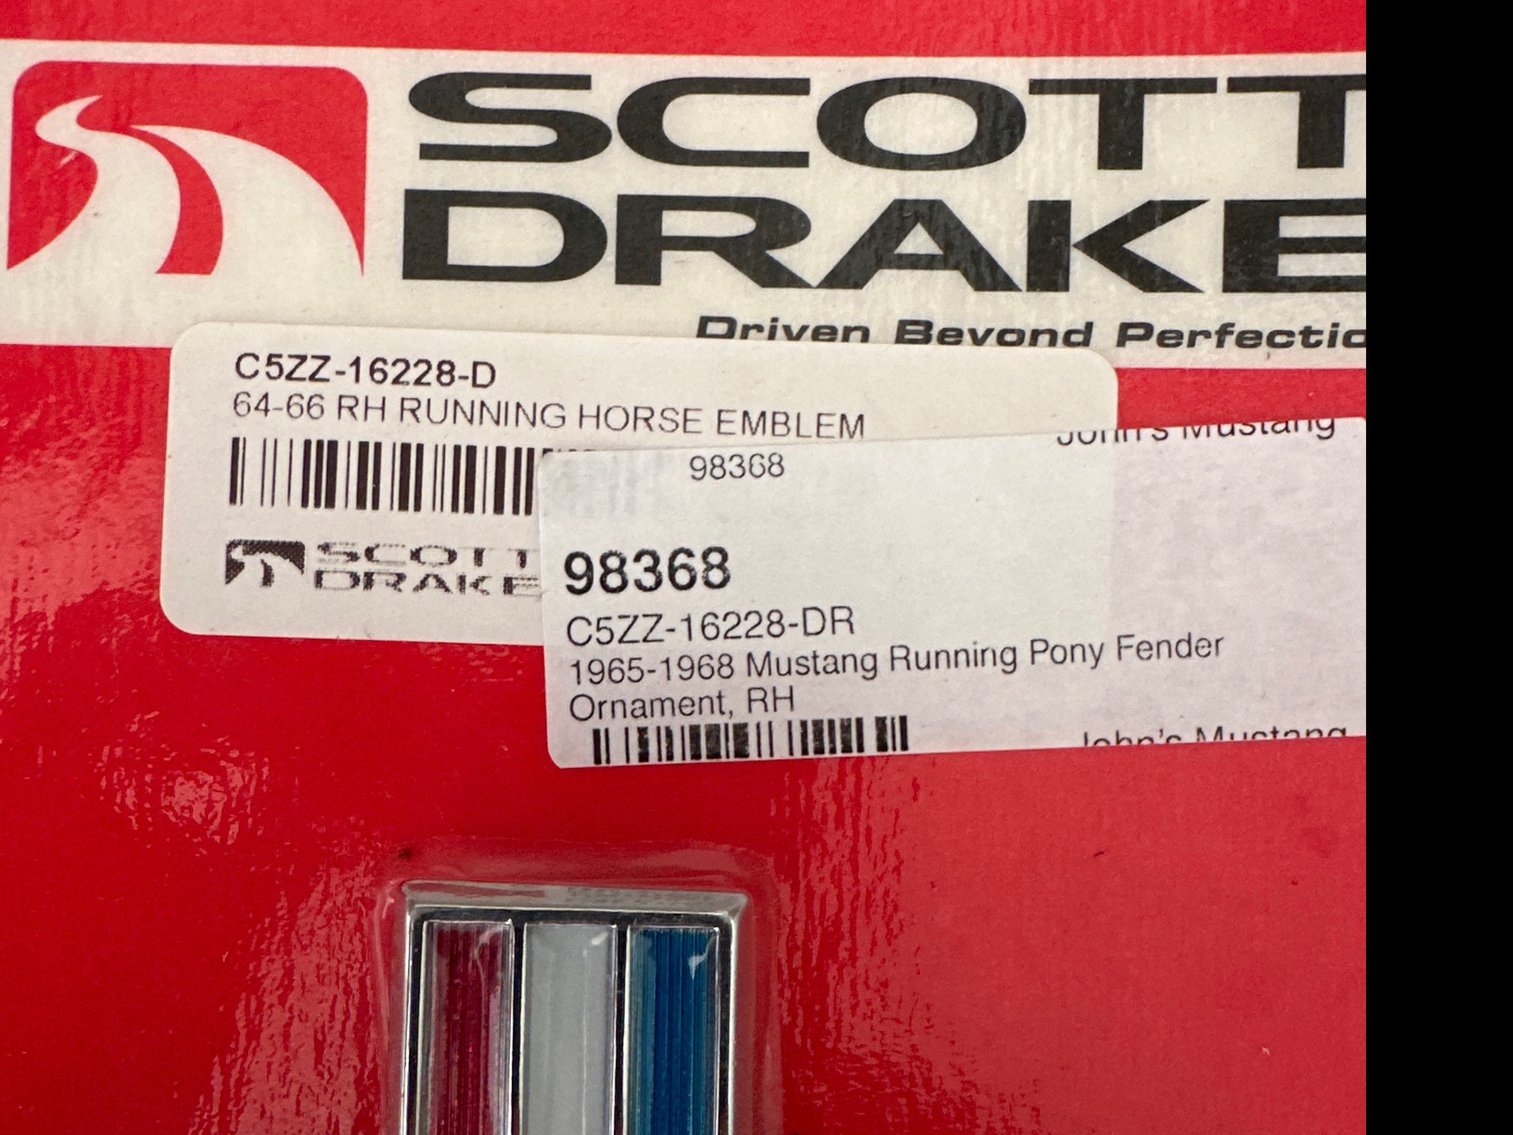 SCOTT
DRAKE
Driven Beyond Perfectio
C5ZZ-16228-D
64-66 RH RUNNING HORSE EMBLEM
SCOTT
DRAKE
John's Mustang
98368
98368
C5ZZ-16228-DR
1965-1968 Mustang Running Pony Fender
Ornament, RH
John's Mustang